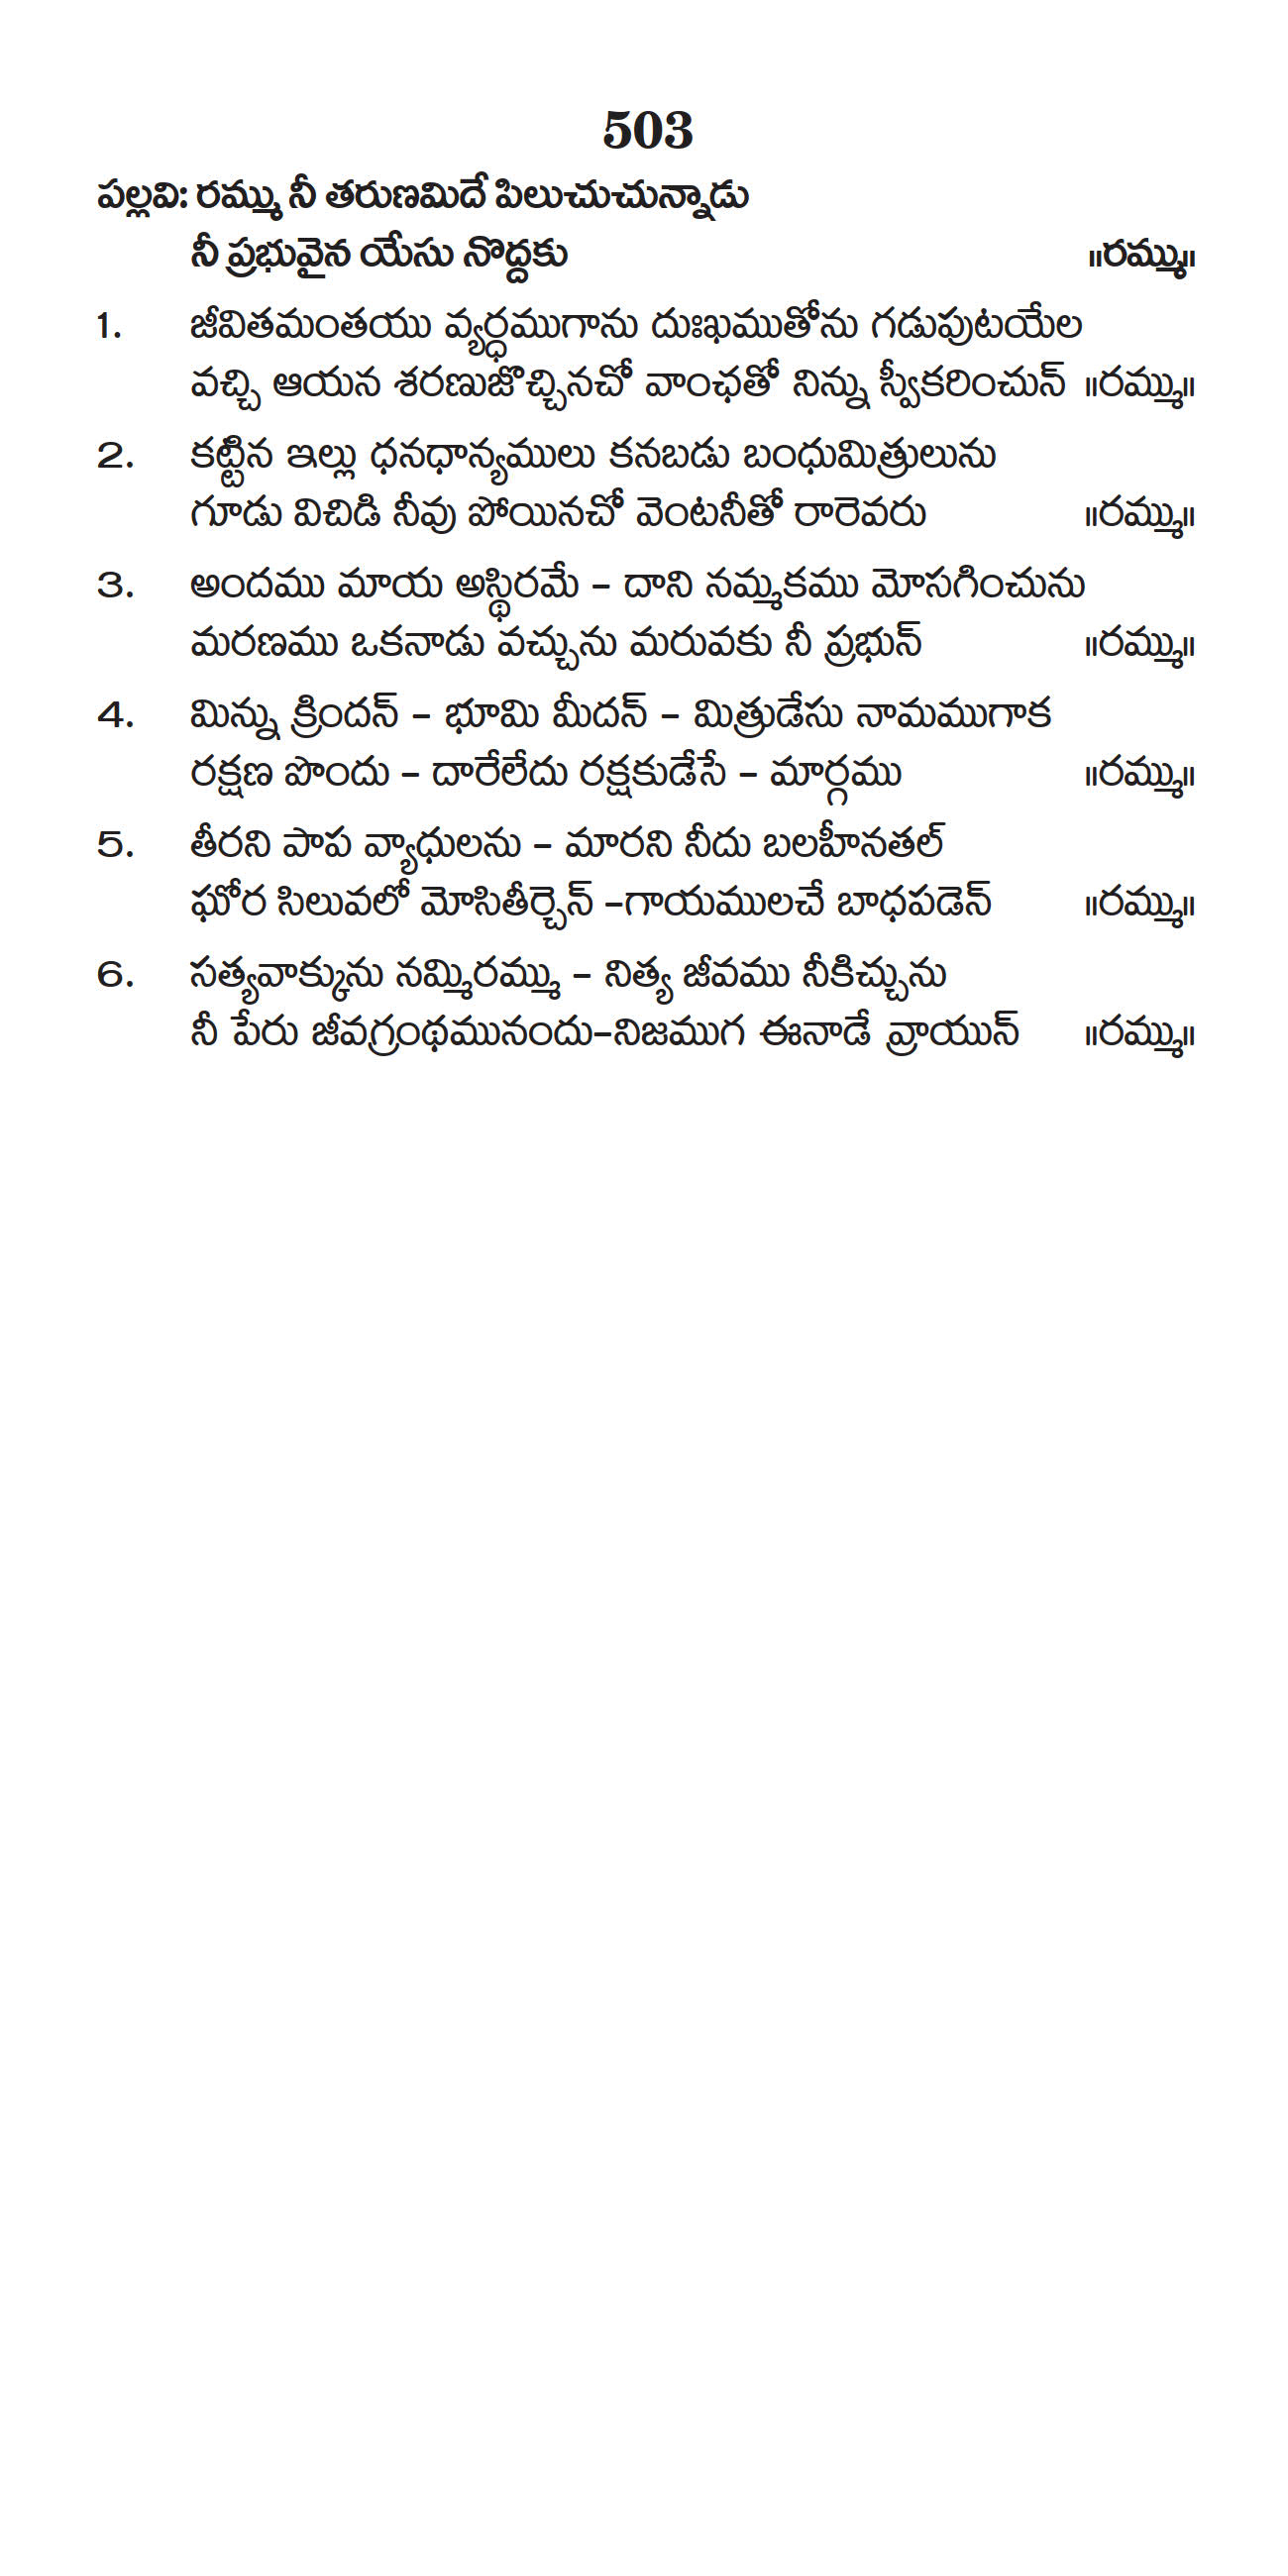 503
పల్లవి: రమ్ము నీ తరుణమిదే పిలుచుచున్నాడు
నీ ప్రభువైన యేసు నొద్దకు ॥రమ్ము॥
1. జీవితమంతయు వ్యర్ధముగాను దుఃఖముతోను గడుపుటయేల
వచ్చి ఆయన శరణుజొచ్చినచో వాంఛతో నిన్ను స్వీకరించున్ ॥రమ్ము॥
2. కట్టిన ఇల్లు ధనధాన్యములు కనబడు బంధుమిత్రులును
గూడు విచిడి నీవు పోయినచో వెంటనీతో రారెవరు ॥రమ్ము॥
3. అందము మాయ అస్థిరమే - దాని నమ్మకము మోసగించును
మరణము ఒకనాడు వచ్చును మరువకు నీ ప్రభున్ ॥రమ్ము॥
4. మిన్ను క్రిందన్ - భూమి మీదన్ - మిత్రుడేసు నామముగాక
రక్షణ పొందు - దారేలేదు రక్షకుడేసే - మార్గము ॥రమ్ము॥
5. తీరని పాప వ్యాధులను - మారని నీదు బలహీనతల్
ఘోర సిలువలో మోసితీర్చెన్ -గాయములచే బాధపడెన్ ॥రమ్ము॥
6. సత్యవాక్కును నమ్మిరమ్ము - నిత్య జీవము నీకిచ్చును
నీ పేరు జీవగ్రంథమునందు-నిజముగ ఈనాడే వ్రాయున్ ॥రమ్ము॥